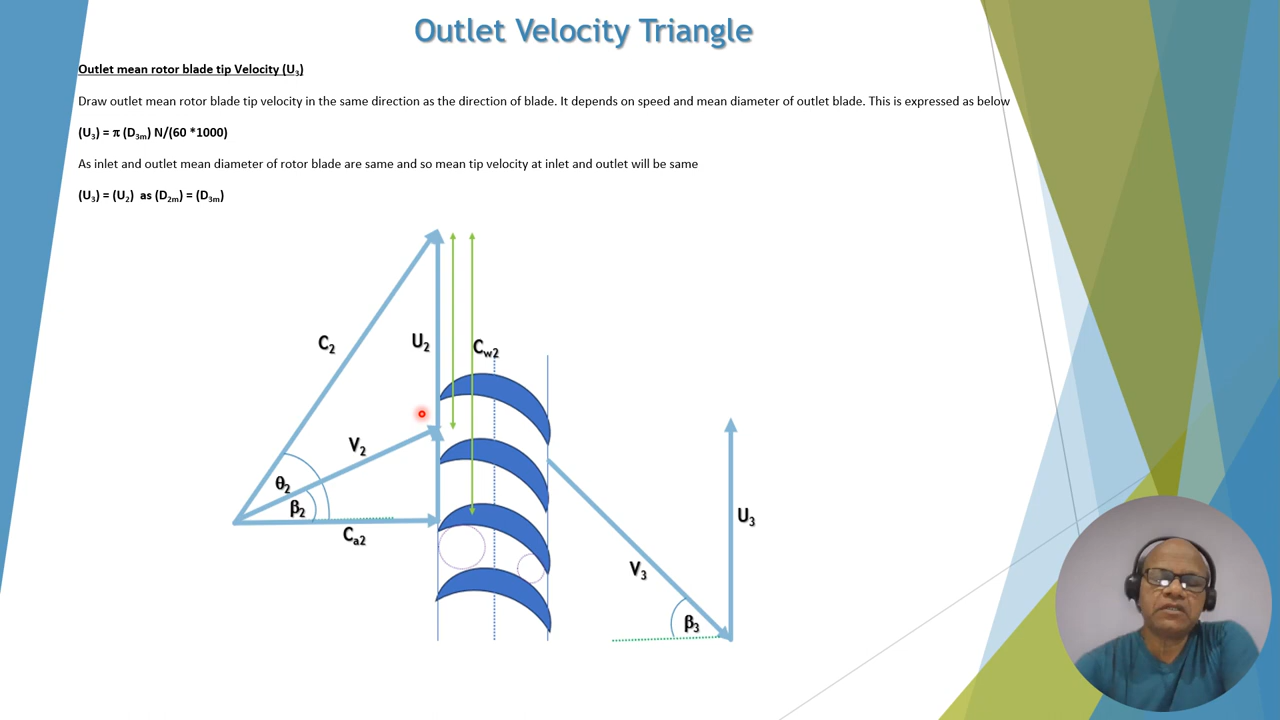 Outlet Velocity Triangle
Outlet mean rotor blade tip Velocity (U₃)
Draw outlet mean rotor blade tip velocity in the same direction as the direction of blade. It depends on speed and mean diameter of outlet blade. This is expressed as below
(U₃) = π (D₃ₘ) N/(60 *1000)
As inlet and outlet mean diameter of rotor blade are same and so mean tip velocity at inlet and outlet will be same
(U₃) = (U₂) as (D₂ₘ) = (D₃ₘ)
C₂
U₂
Cw₂
V₂
θ₂
β₂
Ca₂
U₃
V₃
β₃